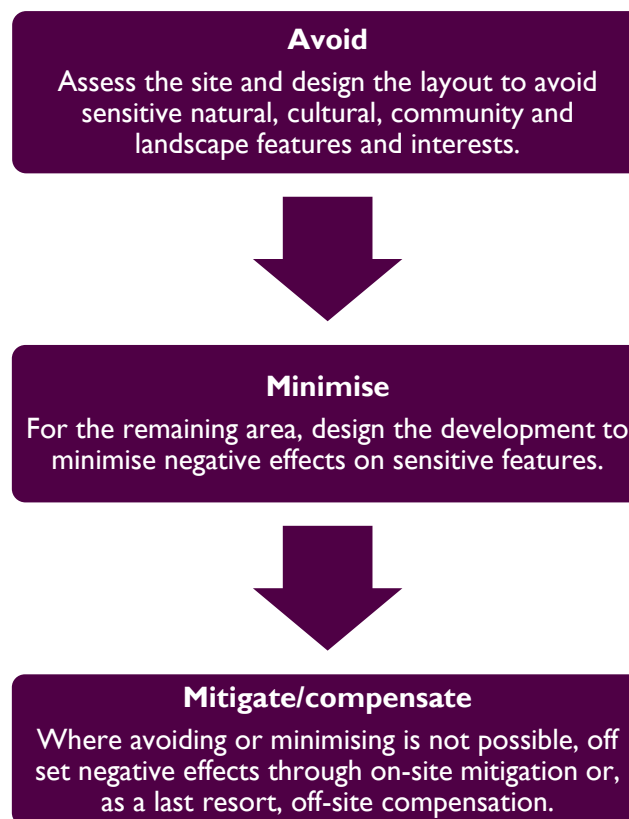 Avoid
Assess the site and design the layout to avoid
sensitive natural, cultural, community and
landscape features and interests.
Minimise
For the remaining area, design the development to
minimise negative effects on sensitive features.
Mitigate/compensate
Where avoiding or minimising is not possible, off
set negative effects through on-site mitigation or,
as a last resort, off-site compensation.